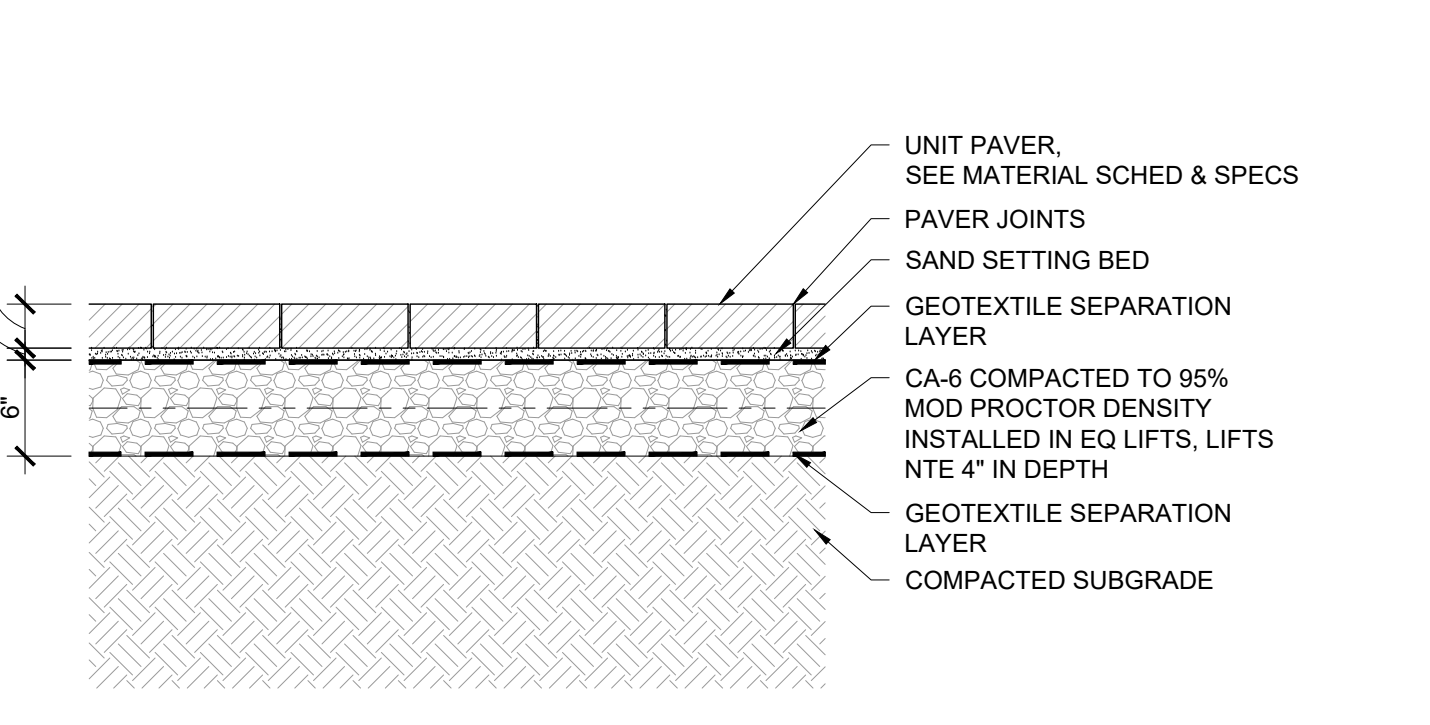 UNIT PAVER,
SEE MATERIAL SCHED & SPECS
PAVER JOINTS
SAND SETTING BED
GEOTEXTILE SEPARATION
LAYER
CA-6 COMPACTED TO 95%
MOD PROCTOR DENSITY
INSTALLED IN EQ LIFTS, LIFTS
NTE 4" IN DEPTH
GEOTEXTILE SEPARATION
LAYER
COMPACTED SUBGRADE
6"